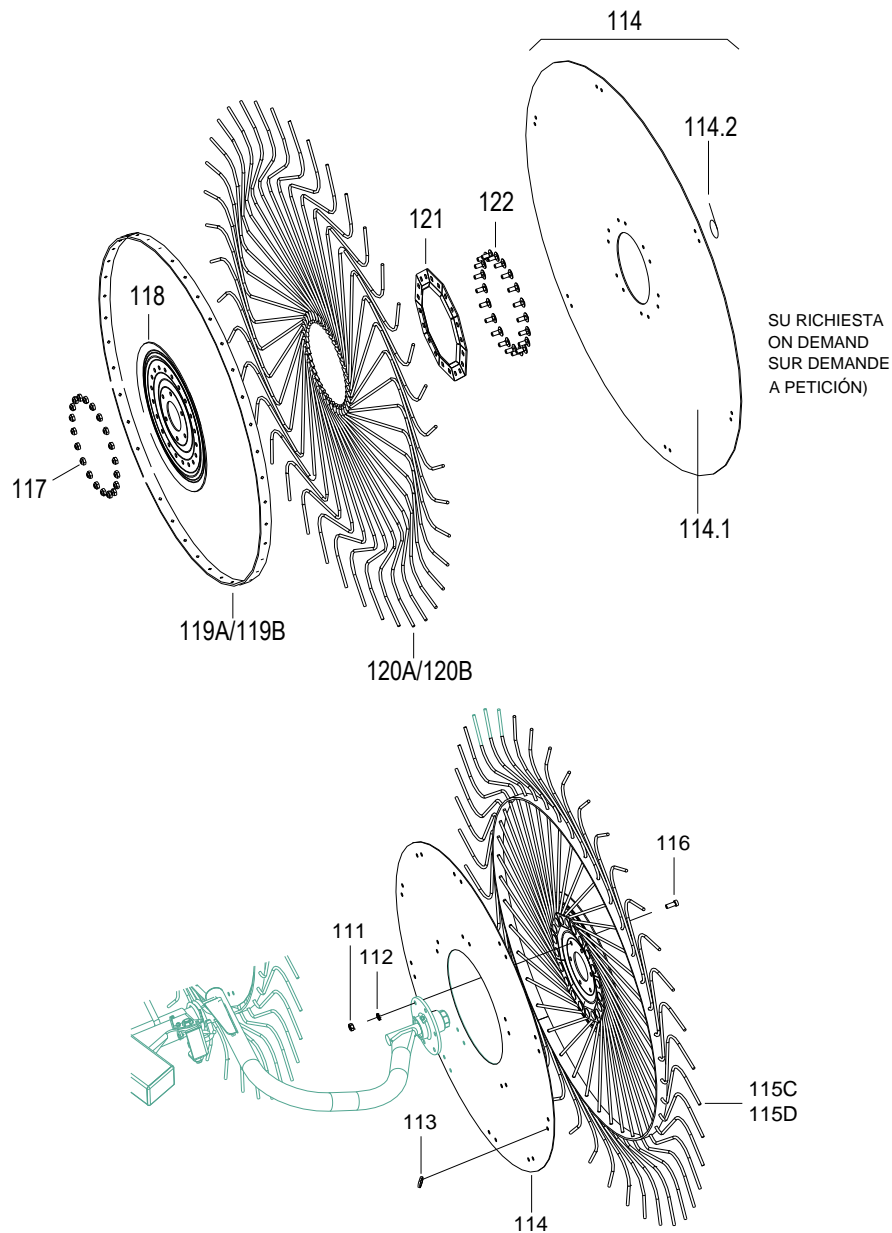 114
114.2
121
122
118
SU RICHIESTA
ON DEMAND
SUR DEMANDE
A PETICIÓN)
117
114.1
119A/119B
120A/120B
116
111
112
115C
115D
113
114